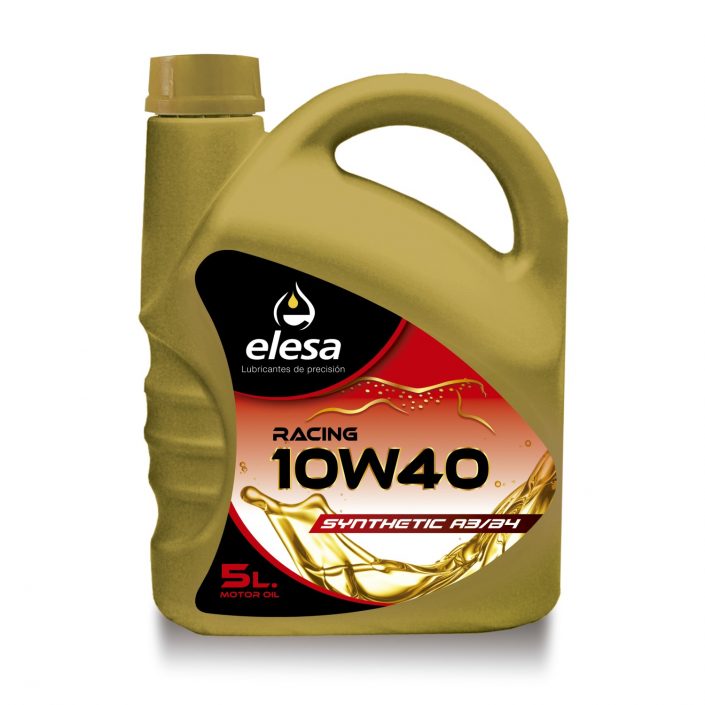 elesa
Lubricantes de precisión
RACING
10W40
SYNTHETIC A3/B4
5L.
MOTOR OIL